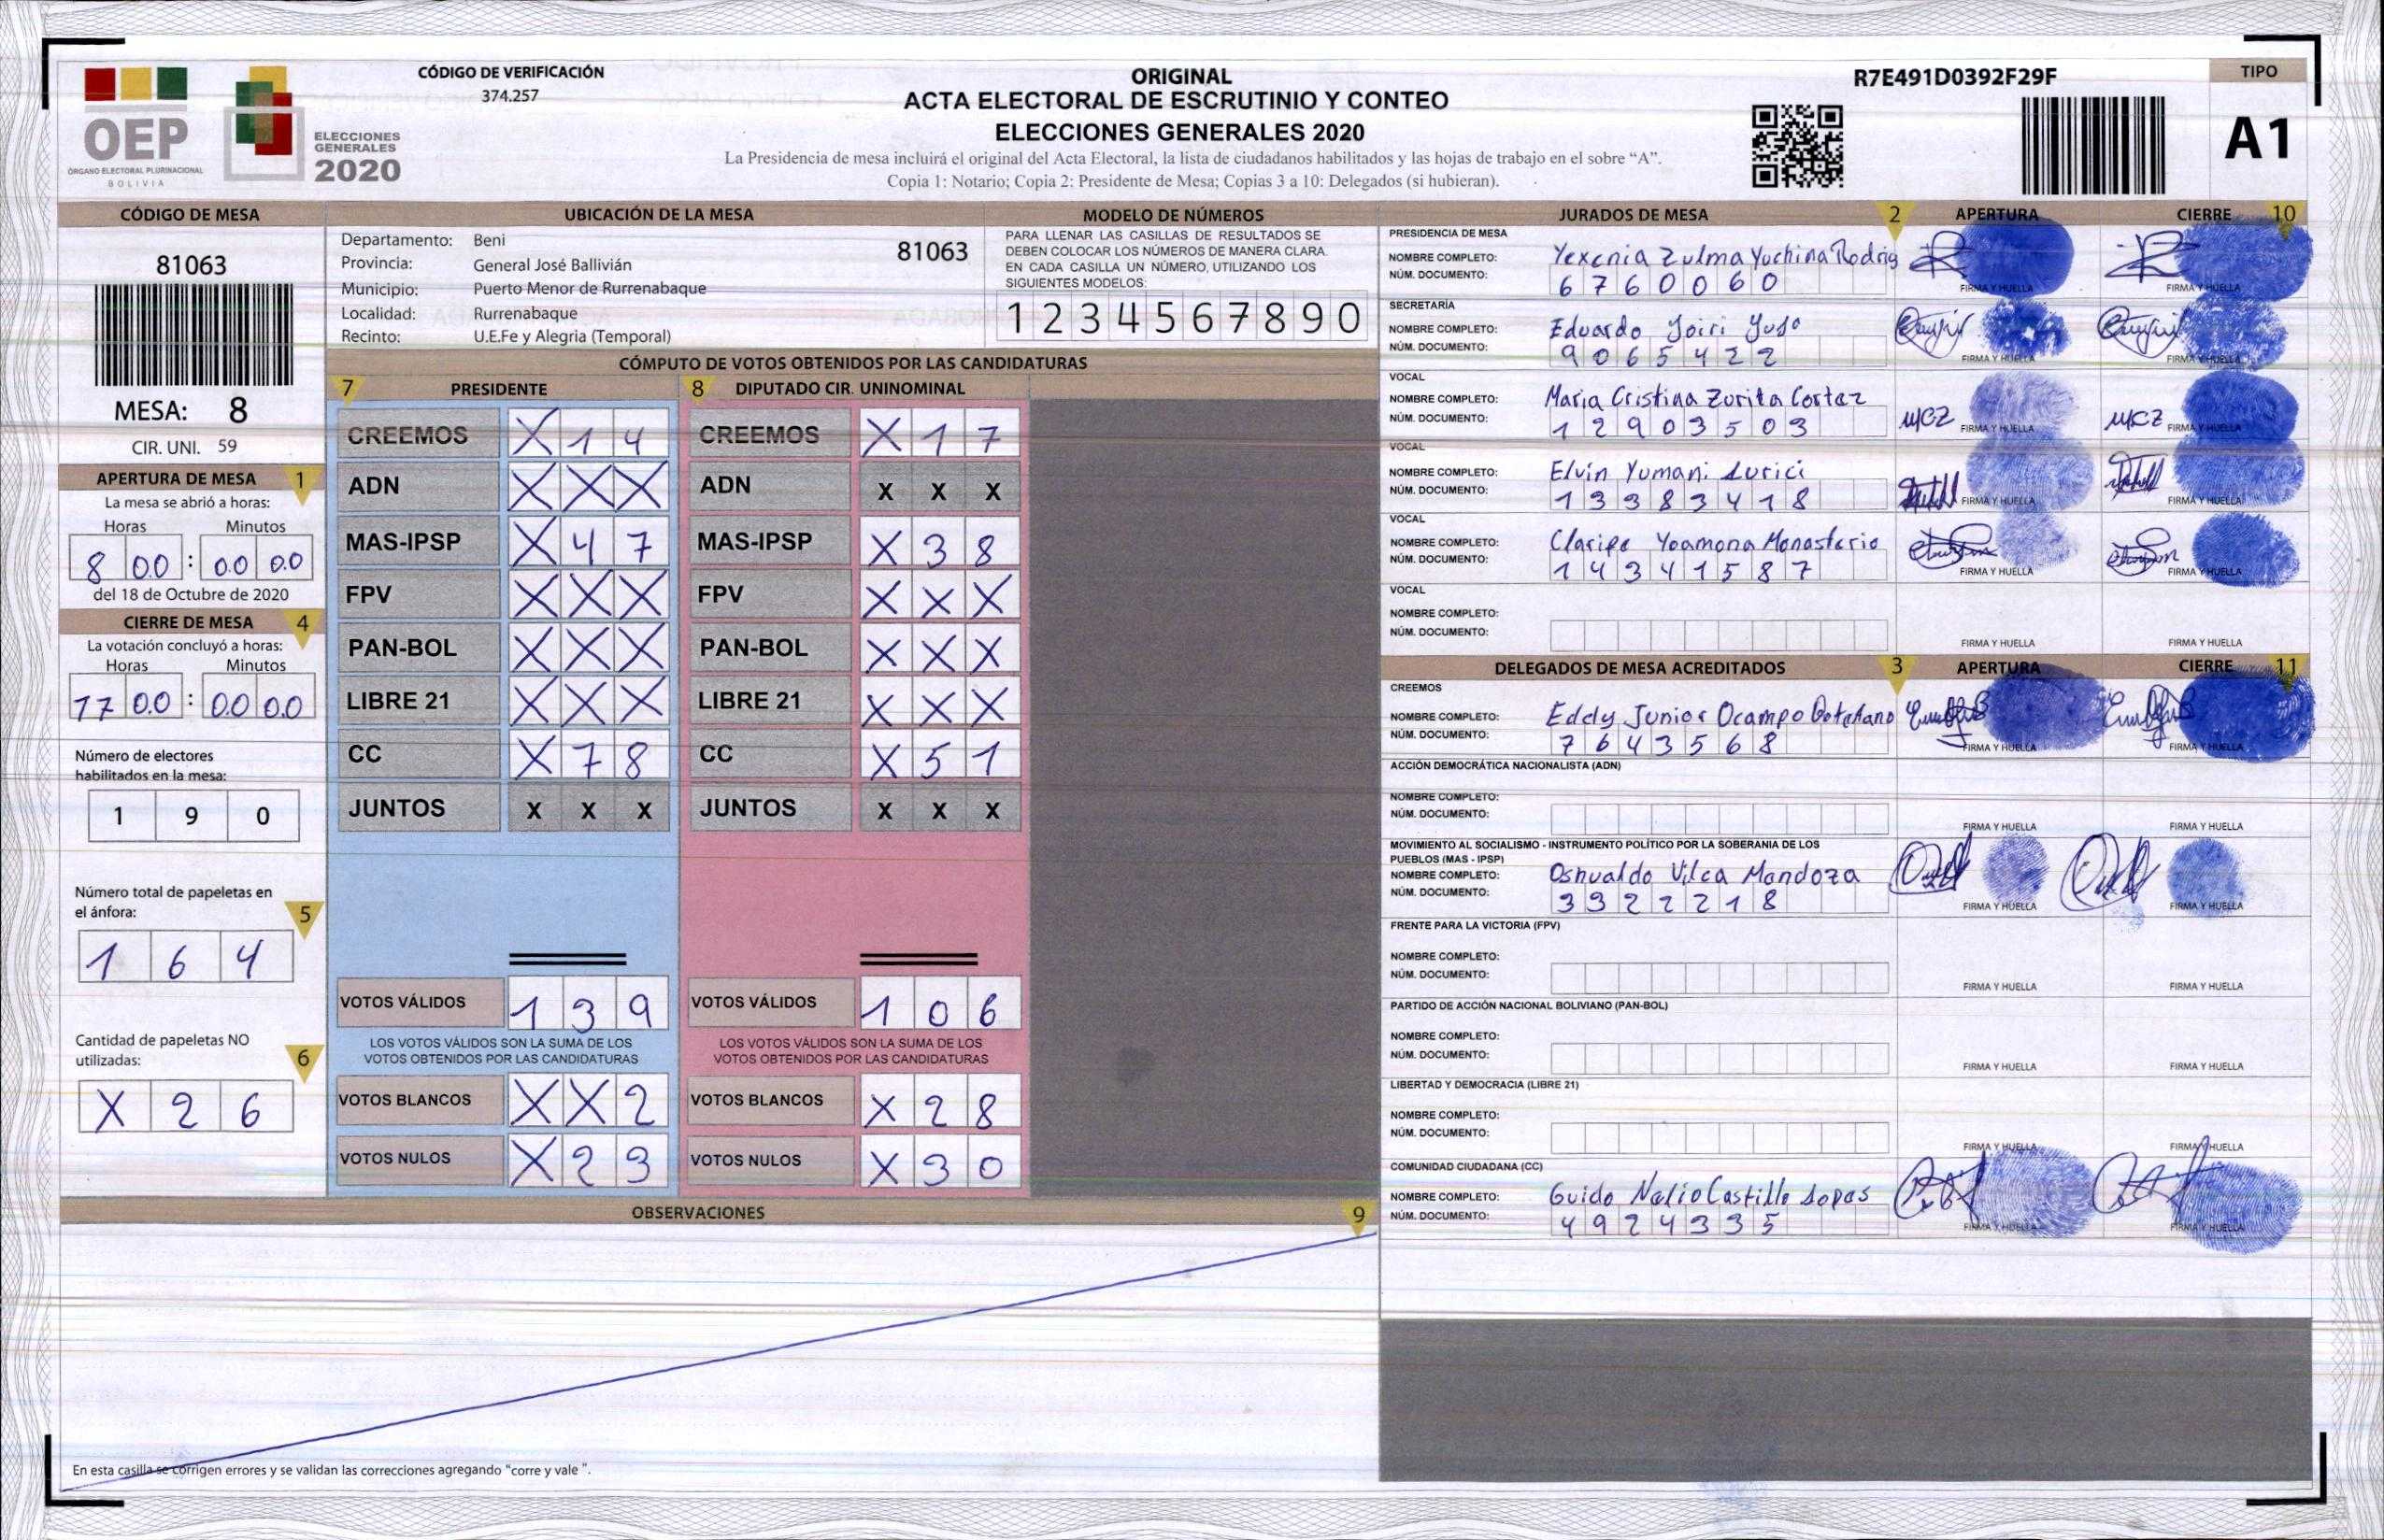 CÓDIGO DE VERIFICACIÓN
374.257
OEP
ÓRGANO ELECTORAL PLURINACIONAL
BOLIVIA
ELECCIONES
GENERALES
2020
ORIGINAL
ACTA ELECTORAL DE ESCRUTINIO Y CONTEO
ELECCIONES GENERALES 2020
La Presidencia de mesa incluirá el original del Acta Electoral, la lista de ciudadanos habilitados y las hojas de trabajo en el sobre “A”.
Copia 1: Notario; Copia 2: Presidente de Mesa; Copias 3 a 10: Delegados (si hubieran).
R7E491D0392F29F
TIPO
A1
CÓDIGO DE MESA
81063
MESA: 8
CIR. UNI. 59
APERTURA DE MESA 1
La mesa se abrió a horas:
Horas Minutos
8 00 : 00 00
del 18 de Octubre de 2020
CIERRE DE MESA 4
La votación concluyó a horas:
Horas Minutos
17 00 : 00 00
Número de electores
habilitados en la mesa:
1 9 0
Número total de papeletas en
el ánfora: 5
1 6 4
Cantidad de papeletas NO
utilizadas: 6
X 2 6
UBICACIÓN DE LA MESA
Departamento: Beni 81063
Provincia: General José Ballivián
Municipio: Puerto Menor de Rurrenabaque
Localidad: Rurrenabaque
Recinto: U.E.Fe y Alegria (Temporal)
MODELO DE NÚMEROS
PARA LLENAR LAS CASILLAS DE RESULTADOS SE
DEBEN COLOCAR LOS NÚMEROS DE MANERA CLARA.
EN CADA CASILLA UN NÚMERO, UTILIZANDO LOS
SIGUIENTES MODELOS:
1 2 3 4 5 6 7 8 9 0
CÓMPUTO DE VOTOS OBTENIDOS POR LAS CANDIDATURAS
7 PRESIDENTE 8 DIPUTADO CIR. UNINOMINAL
CREEMOS X 1 4 CREEMOS X 1 7
ADN X X X ADN X X X
MAS-IPSP X 4 7 MAS-IPSP X 3 8
FPV X X X FPV X X X
PAN-BOL X X X PAN-BOL X X X
LIBRE 21 X X X LIBRE 21 X X X
CC X 7 8 CC X 5 1
JUNTOS X X X JUNTOS X X X
VOTOS VÁLIDOS 1 3 9 VOTOS VÁLIDOS 1 0 6
LOS VOTOS VÁLIDOS SON LA SUMA DE LOS LOS VOTOS VÁLIDOS SON LA SUMA DE LOS
VOTOS OBTENIDOS POR LAS CANDIDATURAS VOTOS OBTENIDOS POR LAS CANDIDATURAS
VOTOS BLANCOS X X 2 VOTOS BLANCOS X 2 8
VOTOS NULOS X 2 3 VOTOS NULOS X 3 0
OBSERVACIONES 9
En esta casilla se corrigen errores y se validan las correcciones agregando “corre y vale ”.
JURADOS DE MESA 2 APERTURA CIERRE 10
PRESIDENCIA DE MESA
NOMBRE COMPLETO: Yexenia Zulma Yuchina Rodrig
NÚM. DOCUMENTO: 6760060 FIRMA Y HUELLA FIRMA Y HUELLA
SECRETARÍA
NOMBRE COMPLETO: Eduardo
NÚM. DOCUMENTO: 9065422 FIRMA Y HUELLA FIRMA Y HUELLA
VOCAL
NOMBRE COMPLETO: Maria Cristina Zurita Cortez
NÚM. DOCUMENTO: 12903503 MCZ FIRMA Y HUELLA MCZ FIRMA Y HUELLA
VOCAL
NOMBRE COMPLETO: Elvin Yumani Lurici
NÚM. DOCUMENTO: 13383418 FIRMA Y HUELLA FIRMA Y HUELLA
VOCAL
NOMBRE COMPLETO: Yoamona Monasterio
NÚM. DOCUMENTO: 14341587 FIRMA Y HUELLA FIRMA Y HUELLA
VOCAL
NOMBRE COMPLETO:
NÚM. DOCUMENTO: FIRMA Y HUELLA FIRMA Y HUELLA
DELEGADOS DE MESA ACREDITADOS 3 APERTURA CIERRE 11
CREEMOS
NOMBRE COMPLETO: Eddy Junior Ocampo
NÚM. DOCUMENTO: 7643568 FIRMA Y HUELLA FIRMA Y HUELLA
ACCIÓN DEMOCRÁTICA NACIONALISTA (ADN)
NOMBRE COMPLETO:
NÚM. DOCUMENTO: FIRMA Y HUELLA FIRMA Y HUELLA
MOVIMIENTO AL SOCIALISMO - INSTRUMENTO POLÍTICO POR LA SOBERANIA DE LOS
PUEBLOS (MAS - IPSP)
NOMBRE COMPLETO: Osnualdo Vilca Mandoza
NÚM. DOCUMENTO: 3322218 FIRMA Y HUELLA FIRMA Y HUELLA
FRENTE PARA LA VICTORIA (FPV)
NOMBRE COMPLETO:
NÚM. DOCUMENTO: FIRMA Y HUELLA FIRMA Y HUELLA
PARTIDO DE ACCIÓN NACIONAL BOLIVIANO (PAN-BOL)
NOMBRE COMPLETO:
NÚM. DOCUMENTO: FIRMA Y HUELLA FIRMA Y HUELLA
LIBERTAD Y DEMOCRACIA (LIBRE 21)
NOMBRE COMPLETO:
NÚM. DOCUMENTO: FIRMA Y HUELLA FIRMA Y HUELLA
COMUNIDAD CIUDADANA (CC)
NOMBRE COMPLETO: Guido Nelio Castillo Lopes
NÚM. DOCUMENTO: 4924335 FIRMA Y HUELLA FIRMA Y HUELLA